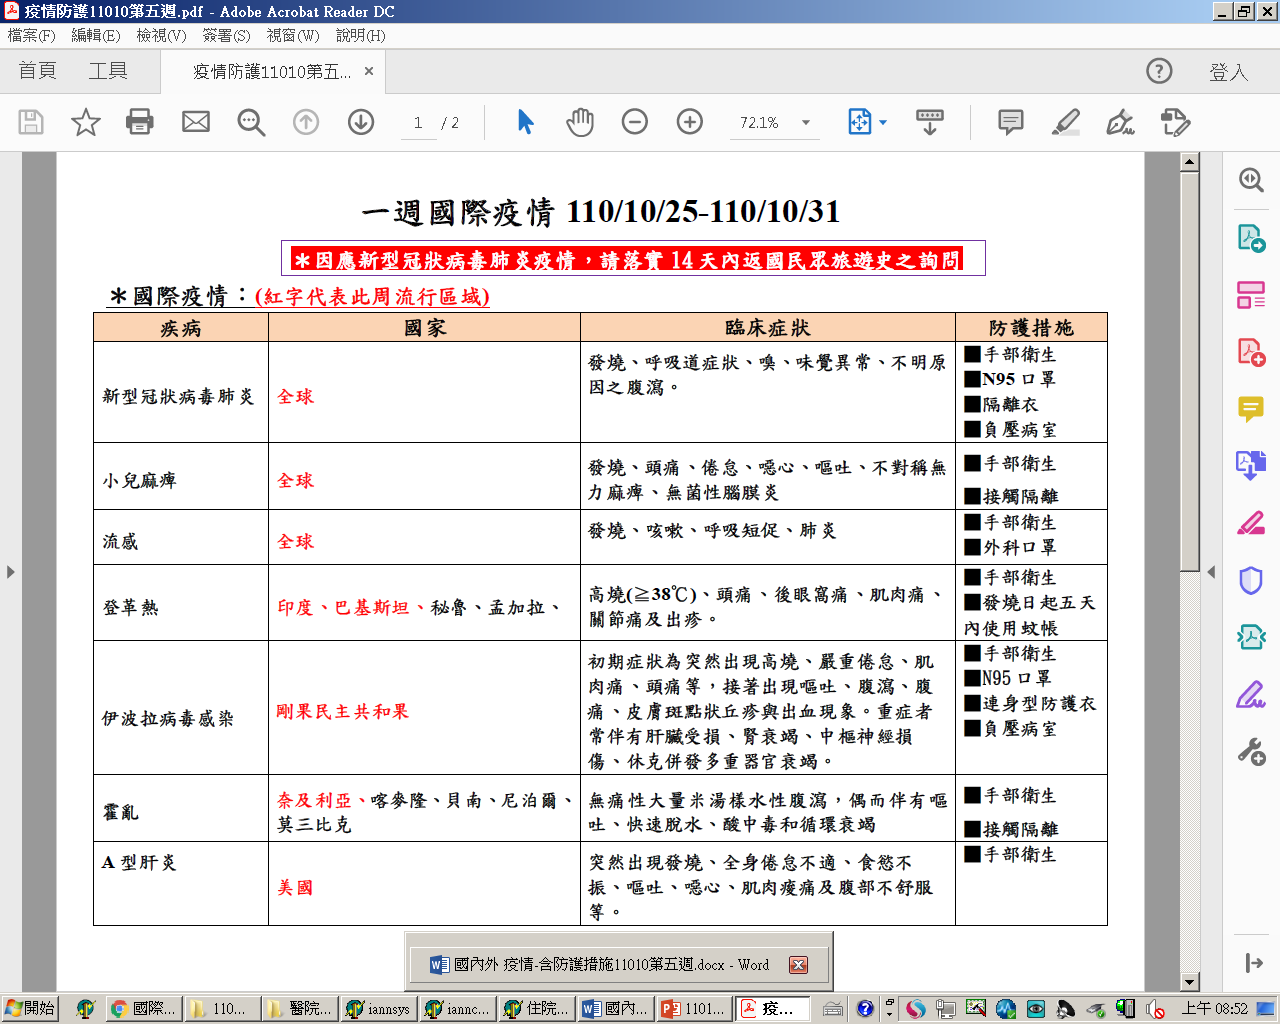 疫情防護11010第五週.pdf - Adobe Acrobat Reader DC
檔案(F) 編輯(E) 檢視(V) 簽署(S) 視窗(W) 說明(H)
首頁 工具 疫情防護11010第五... × 登入
1 / 2 72.1%
一週國際疫情 110/10/25-110/10/31
＊因應新型冠狀病毒肺炎疫情，請落實 14 天內返國民眾旅遊史之詢問
＊國際疫情：(紅字代表此周流行區域)
疾病 國家 臨床症狀 防護措施
新型冠狀病毒肺炎
全球
發燒、呼吸道症狀、嗅、味覺異常、不明原
因之腹瀉。
■手部衛生
■N95 口罩
■隔離衣
■負壓病室
小兒麻痺
全球
發燒、頭痛、倦怠、噁心、嘔吐、不對稱無
力麻痺、無菌性腦膜炎
■手部衛生
■接觸隔離
流感
全球
發燒、咳嗽、呼吸短促、肺炎
■手部衛生
■外科口罩
登革熱
印度、巴基斯坦、秘魯、孟加拉、
高燒(≧38℃)、頭痛、後眼窩痛、肌肉痛、
關節痛及出疹。
■手部衛生
■發燒日起五天
內使用蚊帳
伊波拉病毒感染
剛果民主共和果
初期症狀為突然出現高燒、嚴重倦怠、肌
肉痛、頭痛等，接著出現嘔吐、腹瀉、腹
痛、皮膚斑點狀丘疹與出血現象。重症者
常伴有肝臟受損、腎衰竭、中樞神經損
傷、休克併發多重器官衰竭。
■手部衛生
■N95 口罩
■連身型防護衣
■負壓病室
霍亂
奈及利亞、喀麥隆、貝南、尼泊爾、
莫三比克
無痛性大量米湯樣水性腹瀉，偶而伴有嘔
吐、快速脫水、酸中毒和循環衰竭
■手部衛生
■接觸隔離
A 型肝炎
美國
突然出現發燒、全身倦怠不適、食慾不
振、嘔吐、噁心、肌肉痠痛及腹部不舒服
等。
■手部衛生
國內外 疫情-含防護措施11010第五週.docx - Word
開始 國際... 110... 醫院... iannsys iannc... 住院... 國內... 1101... 疫... 上午 08:52